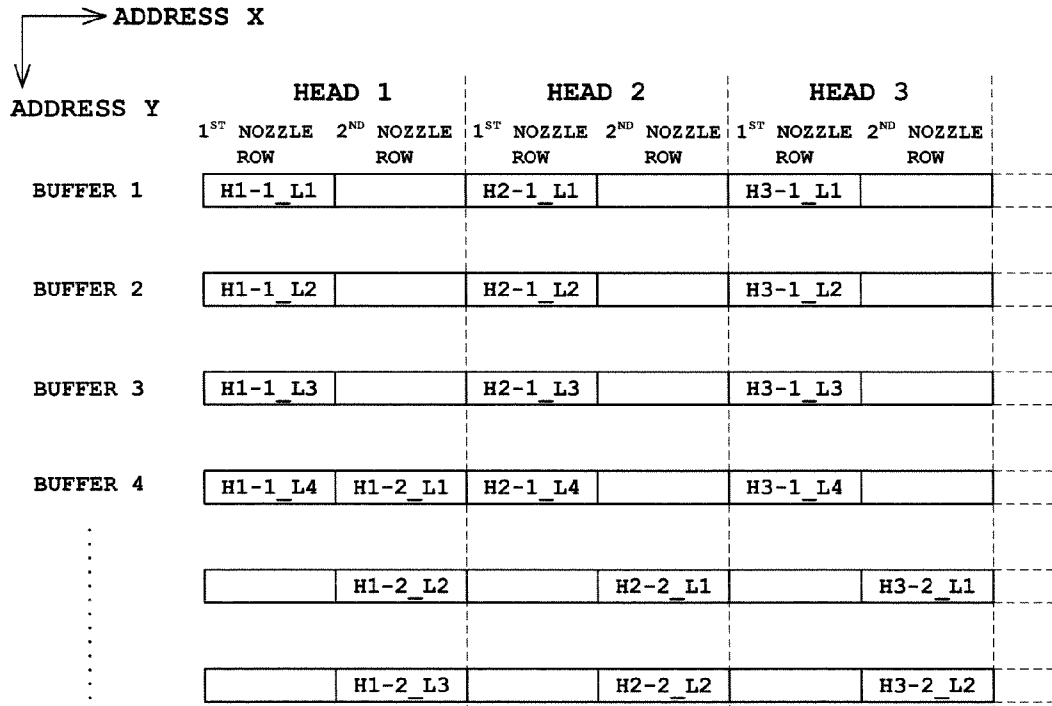 ADDRESS X
ADDRESS Y
HEAD 1 HEAD 2 HEAD 3
1ST NOZZLE 2ND NOZZLE 1ST NOZZLE 2ND NOZZLE 1ST NOZZLE 2ND NOZZLE
ROW ROW ROW ROW ROW ROW
BUFFER 1 H1-1_L1 H2-1_L1 H3-1_L1
BUFFER 2 H1-1_L2 H2-1_L2 H3-1_L2
BUFFER 3 H1-1_L3 H2-1_L3 H3-1_L3
BUFFER 4 H1-1_L4 H1-2_L1 H2-1_L4 H3-1_L4
H1-2_L2 H2-2_L1 H3-2_L1
H1-2_L3 H2-2_L2 H3-2_L2